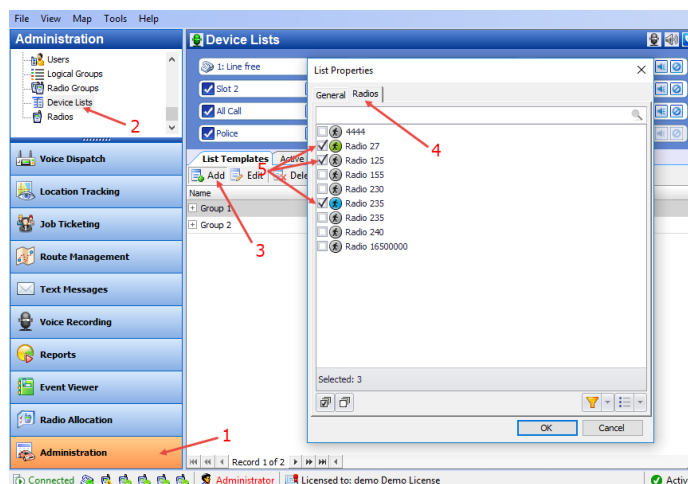 File View Map Tools Help
Administration
Device Lists
Users
Logical Groups
Radio Groups
Device Lists
Radios
2
1: Line free
Slot 2
All Call
Police
List Properties
General Radios
4
4444
Radio 27
Radio 125
Radio 155
Radio 230
Radio 235
Radio 235
Radio 240
Radio 16500000
5
Selected: 3
OK Cancel
List Templates Active
Add Edit Dele
Name
Group 1
Group 2
3
Voice Dispatch
Location Tracking
Job Ticketing
Route Management
Text Messages
Voice Recording
Reports
Event Viewer
Radio Allocation
Administration
1
Record 1 of 2
Connected Administrator Licensed to: demo Demo License Activ